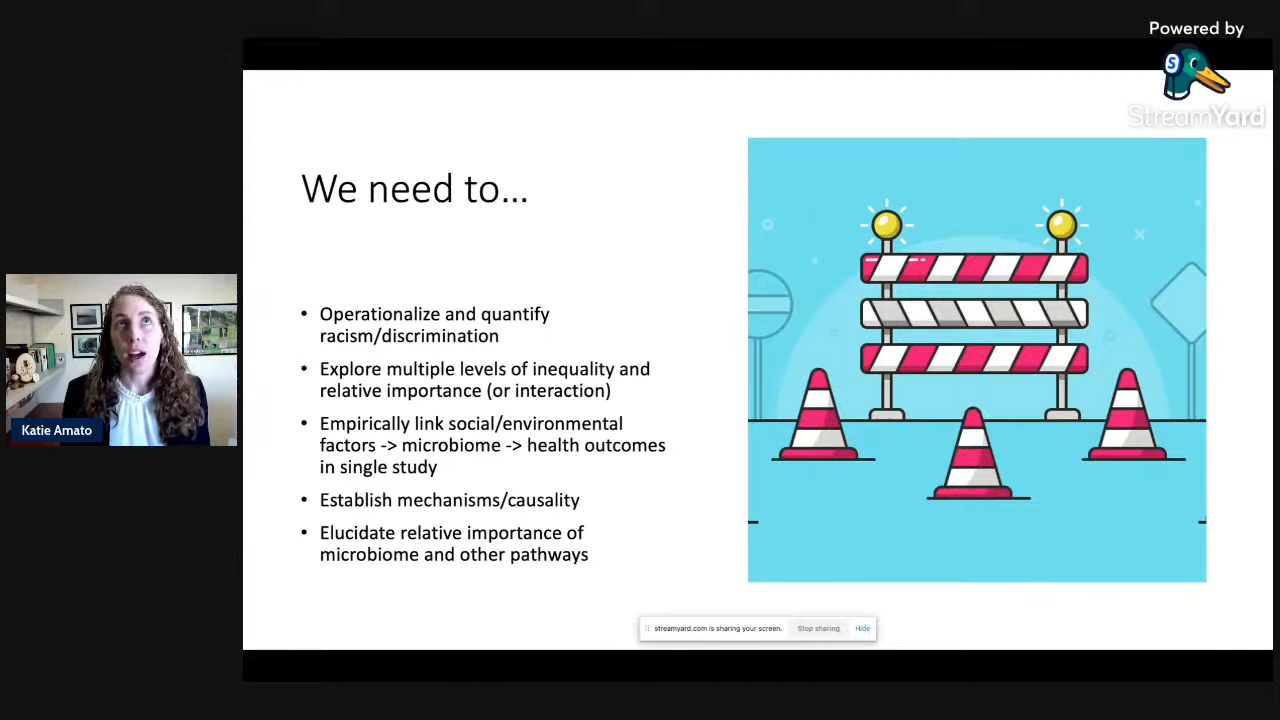 Powered by
S
StreamYard
We need to...
• Operationalize and quantify
racism/discrimination
• Explore multiple levels of inequality and
relative importance (or interaction)
• Empirically link social/environmental
factors -> microbiome -> health outcomes
in single study
• Establish mechanisms/causality
• Elucidate relative importance of
microbiome and other pathways
Katie Amato
streamyard.com is sharing your screen. Stop sharing Hide